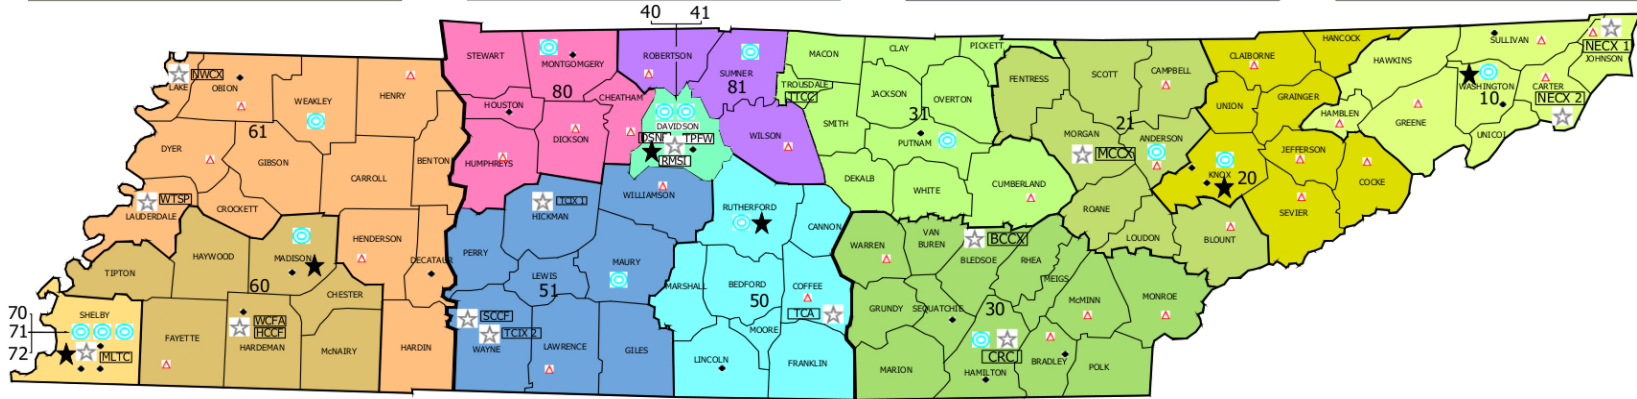 40 41
STEWART
MONTGOMGERY
ROBERTSON
SUMNER
81
MACON
CLAY
PICKETT
HANCOCK
CLAIBORNE
SULLIVAN
NECX 1
JOHNSON
NWCX
LAKE
OBION
WEAKLEY
HENRY
HOUSTON
80
CHEATHAM
TROUSDALE
TTCC
JACKSON
OVERTON
FENTRESS
SCOTT
CAMPBELL
UNION
GRAINGER
HAWKINS
WASHINGTON
10
CARTER
NECX 2
61
DYER
GIBSON
CARROLL
BENTON
HUMPHREYS
DICKSON
DAVIDSON
DSNF
TPFW
RMSI
WILSON
SMITH
31
PUTNAM
MORGAN
21
ANDERSON
MCCX
HAMBLEN
JEFFERSON
GREENE
UNICOI
KNOX 20
COCKE
SEVIER
WTSP
LAUDERDALE
CROCKETT
HICKMAN
TCIX 1
WILLIAMSON
RUTHERFORD
CANNON
DEKALB
WHITE
CUMBERLAND
ROANE
LOUDON
BLOUNT
TIPTON
HAYWOOD
MADISON
60
HENDERSON
DECATAUR
PERRY
LEWIS
51
MAURY
MARSHALL
BEDFORD
50
COFFEE
TCA
WARREN
VAN
BUREN
BCCX
BLEDSOE
RHEA
MEIGS
McMINN
MONROE
CHESTER
70
71
72
SHELBY
MLTC
FAYETTE
WCFA
HCCF
HARDEMAN
McNAIRY
HARDIN
SCCF
TCIX 2
WAYNE
LAWRENCE
GILES
MOORE
LINCOLN
FRANKLIN
GRUNDY
SEQUATCHIE
30
CRCJ
MARION
HAMILTON
BRADLEY
POLK